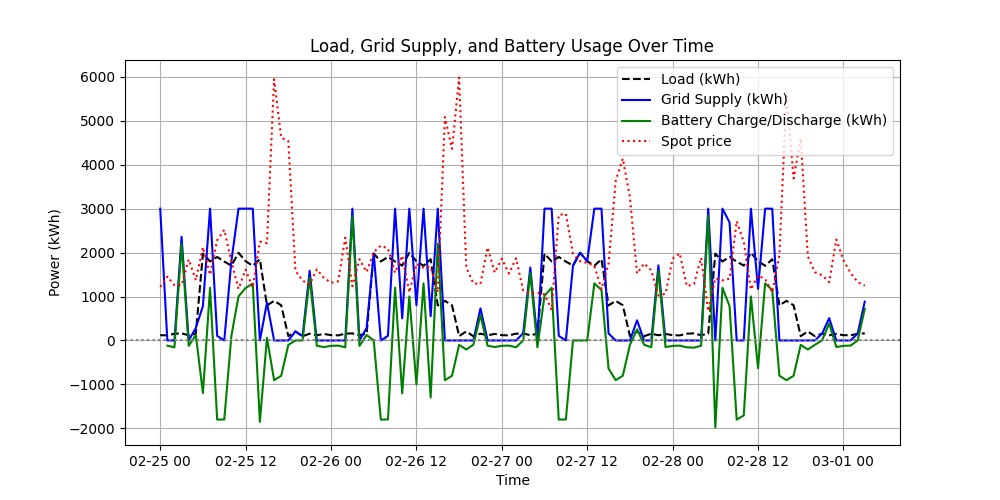 Load, Grid Supply, and Battery Usage Over Time
Load (kWh)
Grid Supply (kWh)
Battery Charge/Discharge (kWh)
Spot price
Power (kWh)
6000
5000
4000
3000
2000
1000
0
−1000
−2000
02-25 00
02-25 12
02-26 00
02-26 12
02-27 00
02-27 12
02-28 00
02-28 12
03-01 00
Time